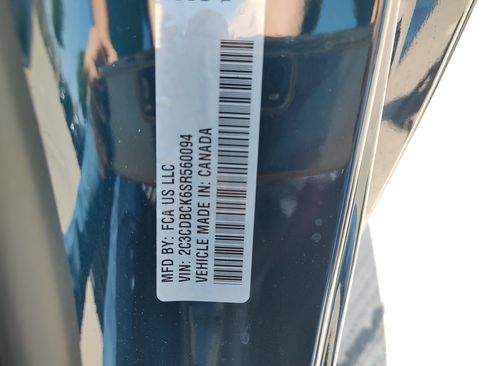 MFD BY: FCA US LLC
VIN: 2C3CDBCK6SR560094
VEHICLE MADE IN: CANADA